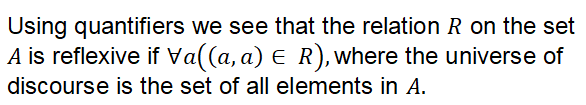 Using quantifiers we see that the relation 𝑅 on the set
𝐴 is reflexive if ∀𝑎((𝑎, 𝑎) ∈ 𝑅), where the universe of
discourse is the set of all elements in 𝐴.